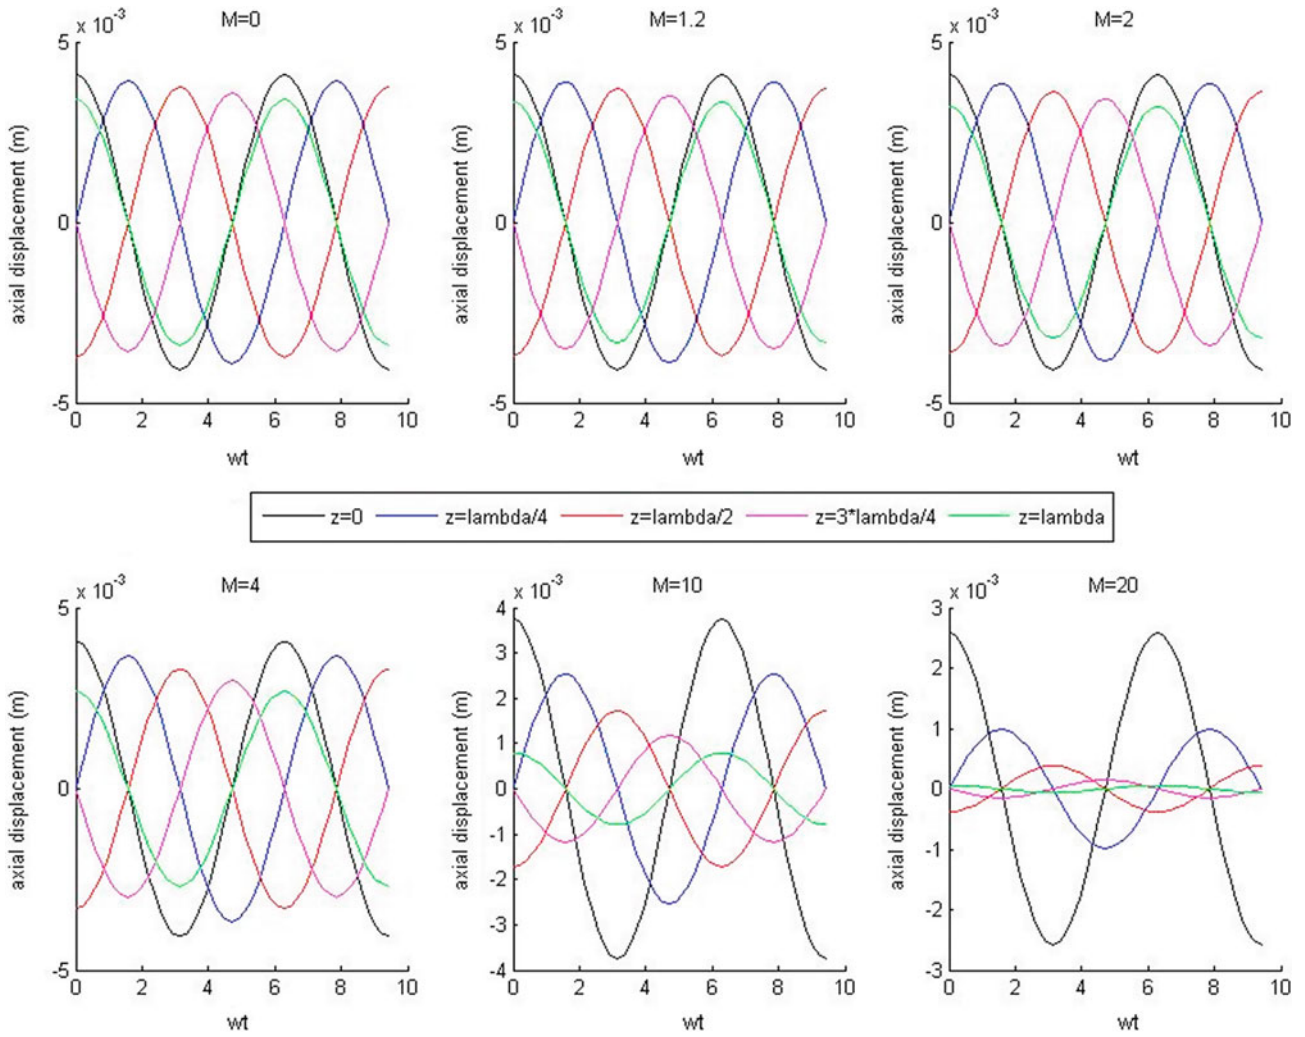 M=0
x 10-3
5
0
-5
axial displacement (m)
0 2 4 6 8 10
wt
M=1.2
x 10-3
5
0
-5
axial displacement (m)
0 2 4 6 8 10
wt
M=2
x 10-3
5
0
-5
axial displacement (m)
0 2 4 6 8 10
wt
z=0 z=lambda/4 z=lambda/2 z=3*lambda/4 z=lambda
M=4
x 10-3
5
0
-5
axial displacement (m)
0 2 4 6 8 10
wt
M=10
x 10-3
4
3
2
1
0
-1
-2
-3
-4
axial displacement (m)
0 2 4 6 8 10
wt
M=20
x 10-3
3
2
1
0
-1
-2
-3
axial displacement (m)
0 2 4 6 8 10
wt